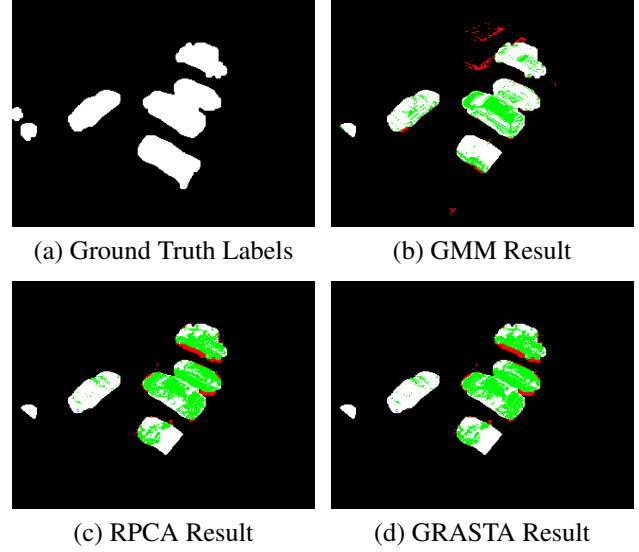 (a) Ground Truth Labels
(b) GMM Result
(c) RPCA Result
(d) GRASTA Result